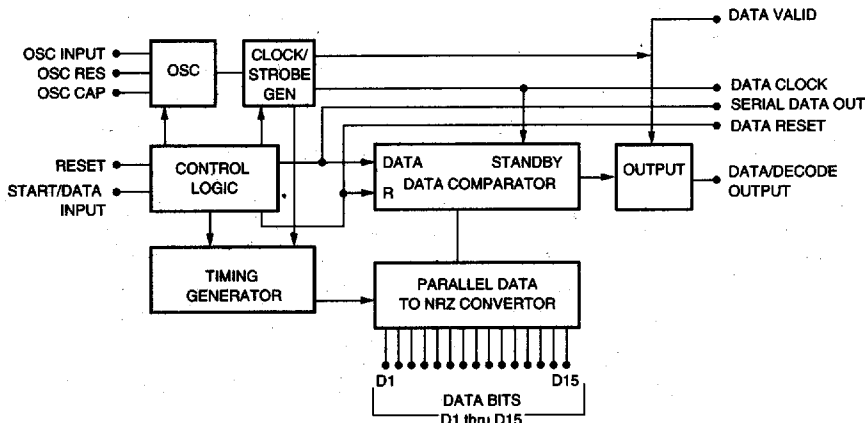 DATA VALID
OSC INPUT
OSC RES
OSC CAP
OSC
CLOCK/
STROBE
GEN
DATA CLOCK
SERIAL DATA OUT
DATA RESET
RESET
START/DATA
INPUT
CONTROL
LOGIC
DATA STANDBY
DATA COMPARATOR
R
OUTPUT
DATA/DECODE
OUTPUT
TIMING
GENERATOR
PARALLEL DATA
TO NRZ CONVERTOR
D1 D15
DATA BITS
D1 thru D15